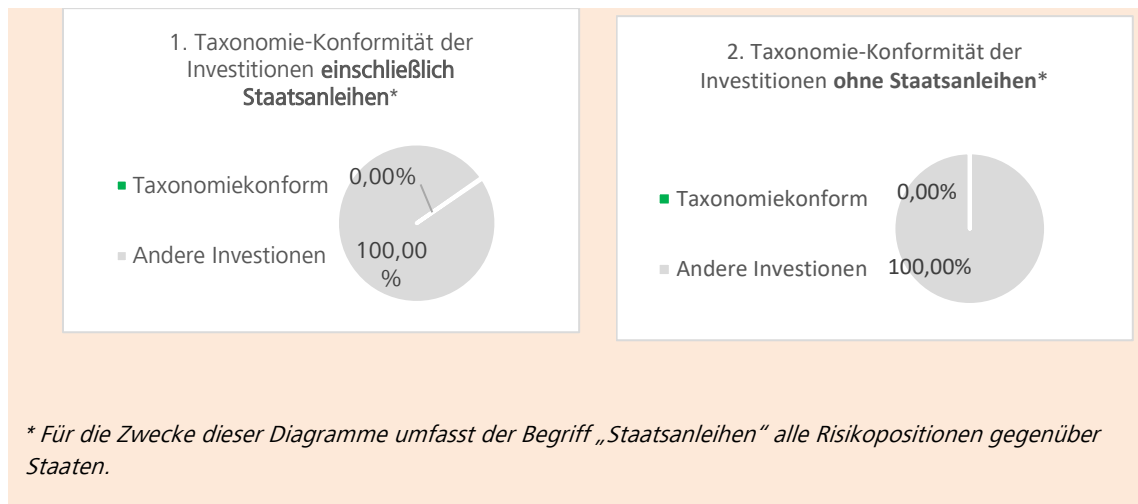 1. Taxonomie-Konformität der
Investitionen einschließlich
Staatsanleihen*
Taxonomiekonform
0,00%
Andere Investionen
100,00
%
2. Taxonomie-Konformität der
Investitionen ohne Staatsanleihen*
Taxonomiekonform
0,00%
Andere Investionen
100,00%
* Für die Zwecke dieser Diagramme umfasst der Begriff „Staatsanleihen“ alle Risikopositionen gegenüber
Staaten.